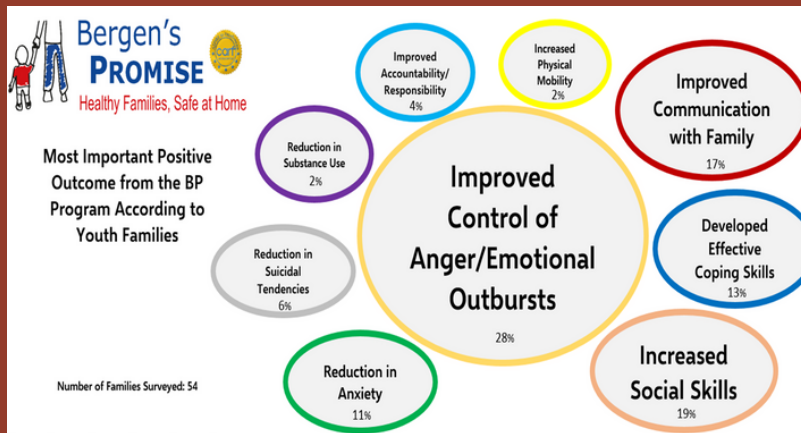 Bergen's
PROMISE
carf
Healthy Families, Safe at Home
Most Important Positive
Outcome from the BP
Program According to
Youth Families
Number of Families Surveyed: 54
Improved
Accountability/
Responsibility
4%
Increased
Physical
Mobility
2%
Improved
Communication
with Family
17%
Reduction in
Substance Use
2%
Improved
Control of
Anger/Emotional
Outbursts
28%
Developed
Effective
Coping Skills
13%
Reduction in
Suicidal
Tendencies
6%
Reduction in
Anxiety
11%
Increased
Social Skills
19%